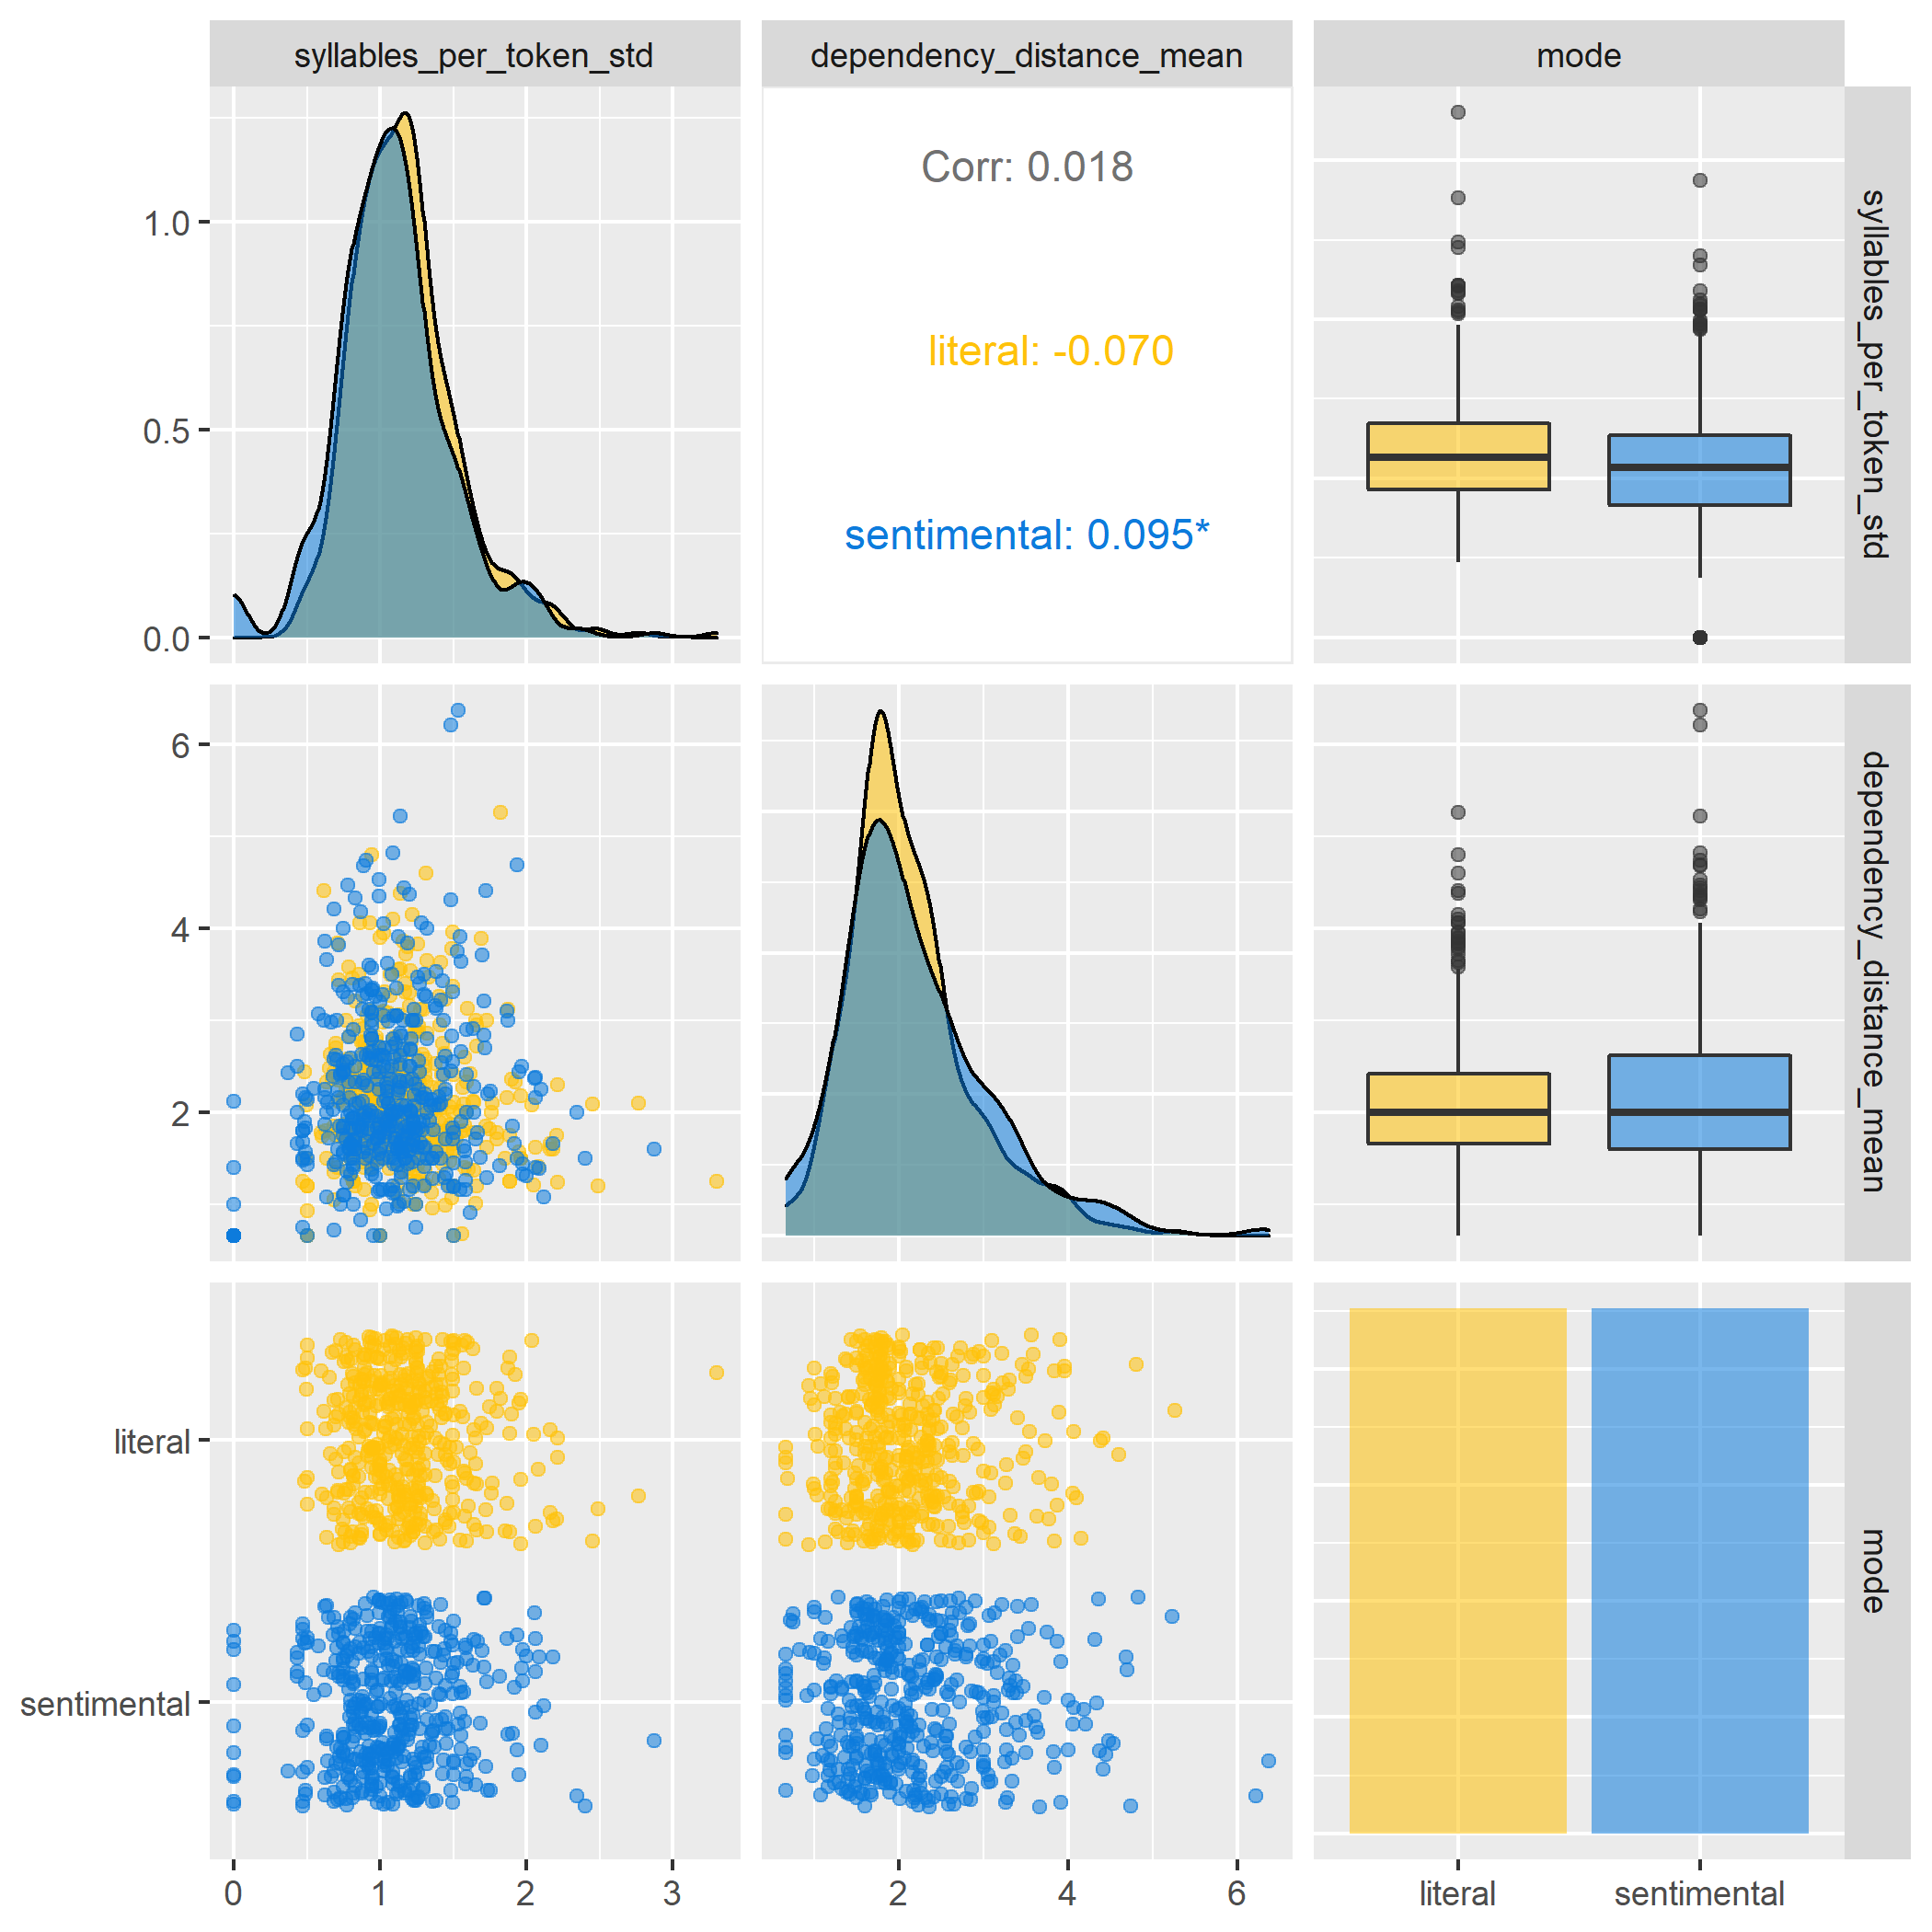 syllables_per_token_std
dependency_distance_mean
mode
1.0
0.5
0.0
Corr: 0.018
literal: -0.070
sentimental: 0.095*
syllables_per_token_std
6
4
2
dependency_distance_mean
literal
sentimental
mode
0
1
2
3
2
4
6
literal
sentimental